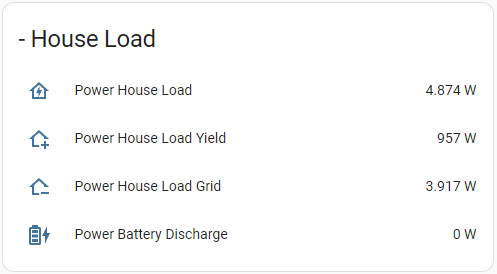 - House Load
Power House Load 4.874 W
Power House Load Yield 957 W
Power House Load Grid 3.917 W
Power Battery Discharge 0 W